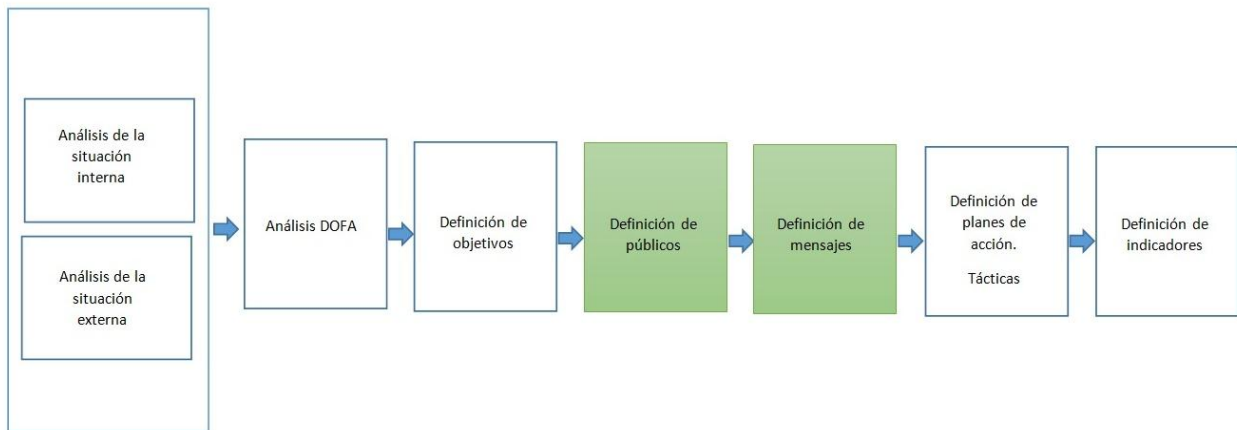 Análisis de la
situación
interna
Análisis de la
situación
externa
Análisis DOFA
Definición de
objetivos
Definición de
públicos
Definición de
mensajes
Definición de
planes de
acción.
Tácticas
Definición de
indicadores